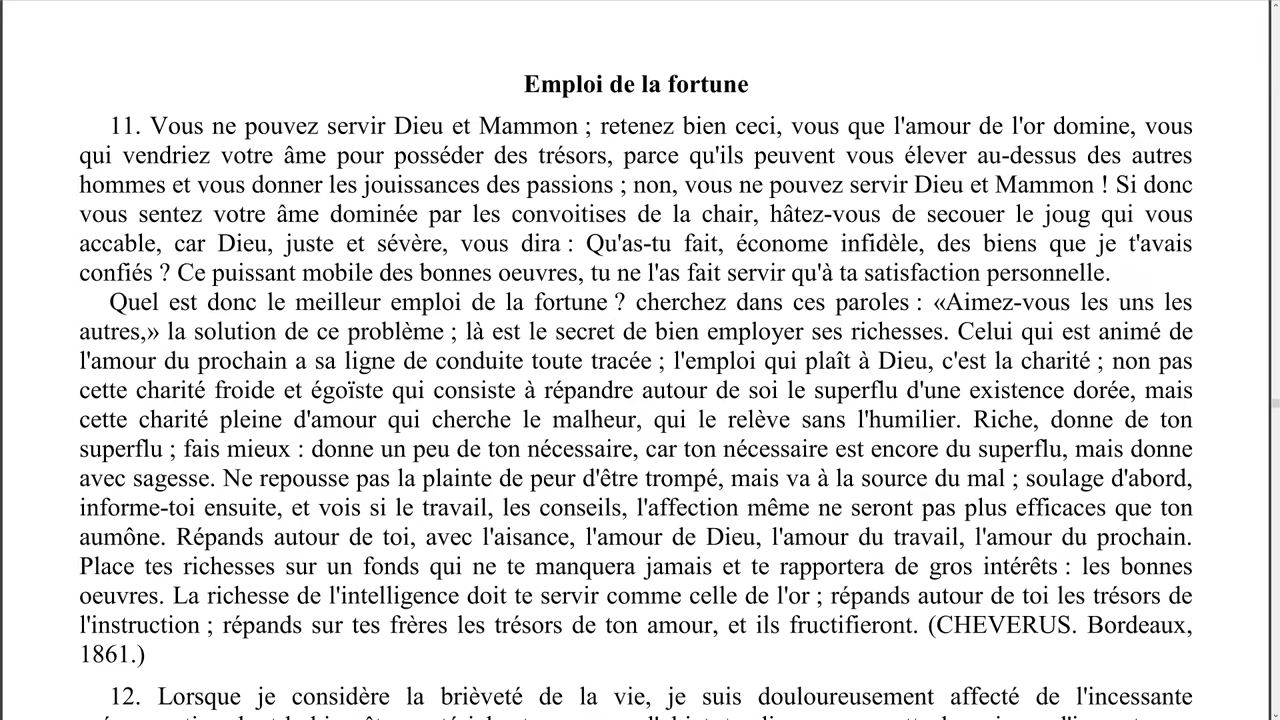 Emploi de la fortune
11. Vous ne pouvez servir Dieu et Mammon ; retenez bien ceci, vous que l'amour de l'or domine, vous
qui vendriez votre âme pour posséder des trésors, parce qu'ils peuvent vous élever au-dessus des autres
hommes et vous donner les jouissances des passions ; non, vous ne pouvez servir Dieu et Mammon ! Si donc
vous sentez votre âme dominée par les convoitises de la chair, hâtez-vous de secouer le joug qui vous
accable, car Dieu, juste et sévère, vous dira : Qu'as-tu fait, économe infidèle, des biens que je t'avais
confiés ? Ce puissant mobile des bonnes oeuvres, tu ne l'as fait servir qu'à ta satisfaction personnelle.
Quel est donc le meilleur emploi de la fortune ? cherchez dans ces paroles : «Aimez-vous les uns les
autres,» la solution de ce problème ; là est le secret de bien employer ses richesses. Celui qui est animé de
l'amour du prochain a sa ligne de conduite toute tracée ; l'emploi qui plaît à Dieu, c'est la charité ; non pas
cette charité froide et égoïste qui consiste à répandre autour de soi le superflu d'une existence dorée, mais
cette charité pleine d'amour qui cherche le malheur, qui le relève sans l'humilier. Riche, donne de ton
superflu ; fais mieux : donne un peu de ton nécessaire, car ton nécessaire est encore du superflu, mais donne
avec sagesse. Ne repousse pas la plainte de peur d'être trompé, mais va à la source du mal ; soulage d'abord,
informe-toi ensuite, et vois si le travail, les conseils, l'affection même ne seront pas plus efficaces que ton
aumône. Répands autour de toi, avec l'aisance, l'amour de Dieu, l'amour du travail, l'amour du prochain.
Place tes richesses sur un fonds qui ne te manquera jamais et te rapportera de gros intérêts : les bonnes
oeuvres. La richesse de l'intelligence doit te servir comme celle de l'or ; répands autour de toi les trésors de
l'instruction ; répands sur tes frères les trésors de ton amour, et ils fructifieront. (CHEVERUS. Bordeaux,
1861.)
12. Lorsque je considère la brièveté de la vie, je suis douloureusement affecté de l'incessante